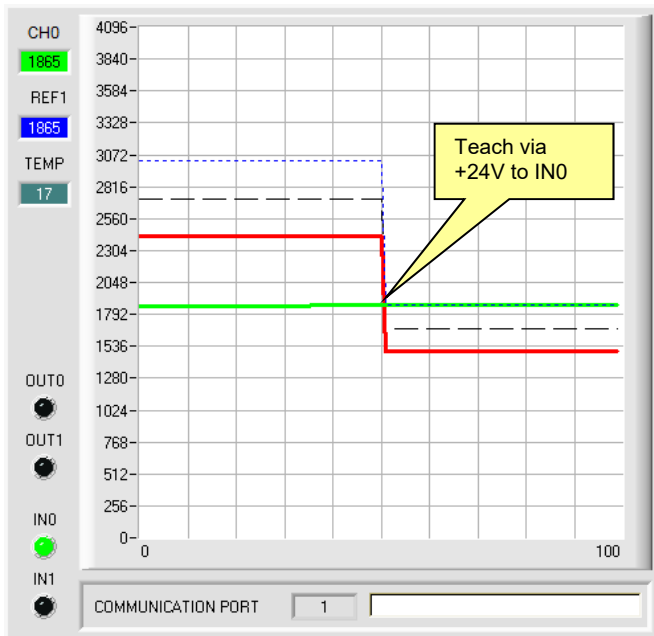 CH0
1865
REF1
1865
TEMP
17
OUT0
OUT1
IN0
IN1
4096
3840
3584
3328
3072
2816
2560
2304
2048
1792
1536
1280
1024
768
512
256
0
0 100
Teach via
+24V to IN0
COMMUNICATION PORT 1